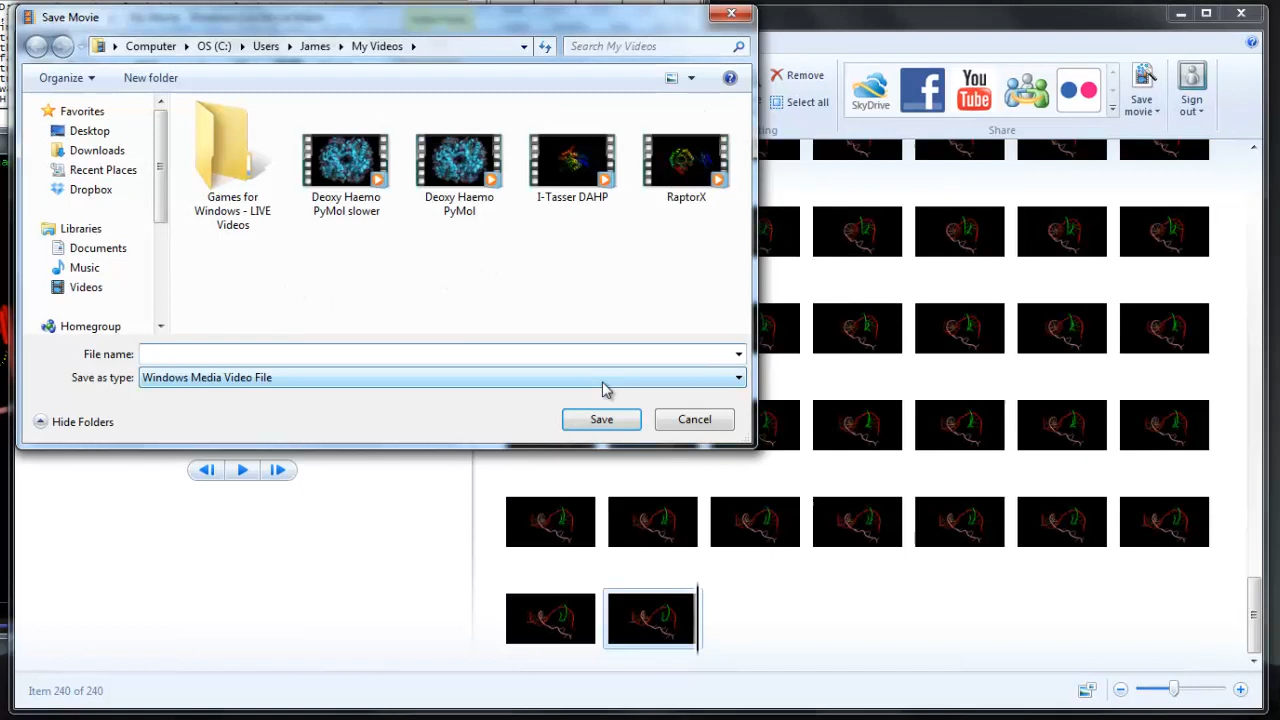 Save Movie
Computer
OS (C:)
Users
James
My Videos
Search My Videos
Organize
New folder
Favorites
Desktop
Downloads
Recent Places
Dropbox
Libraries
Documents
Music
Videos
Homegroup
Games for
Windows - LIVE
Videos
Deoxy Haemo
PyMol slower
Deoxy Haemo
PyMol
I-Tasser DAHP
RaptorX
File name:
Save as type:
Windows Media Video File
Hide Folders
Save
Cancel
Remove
Select all
SkyDrive
f
You
Tube
Share
Save
movie
Sign
out
Item 240 of 240